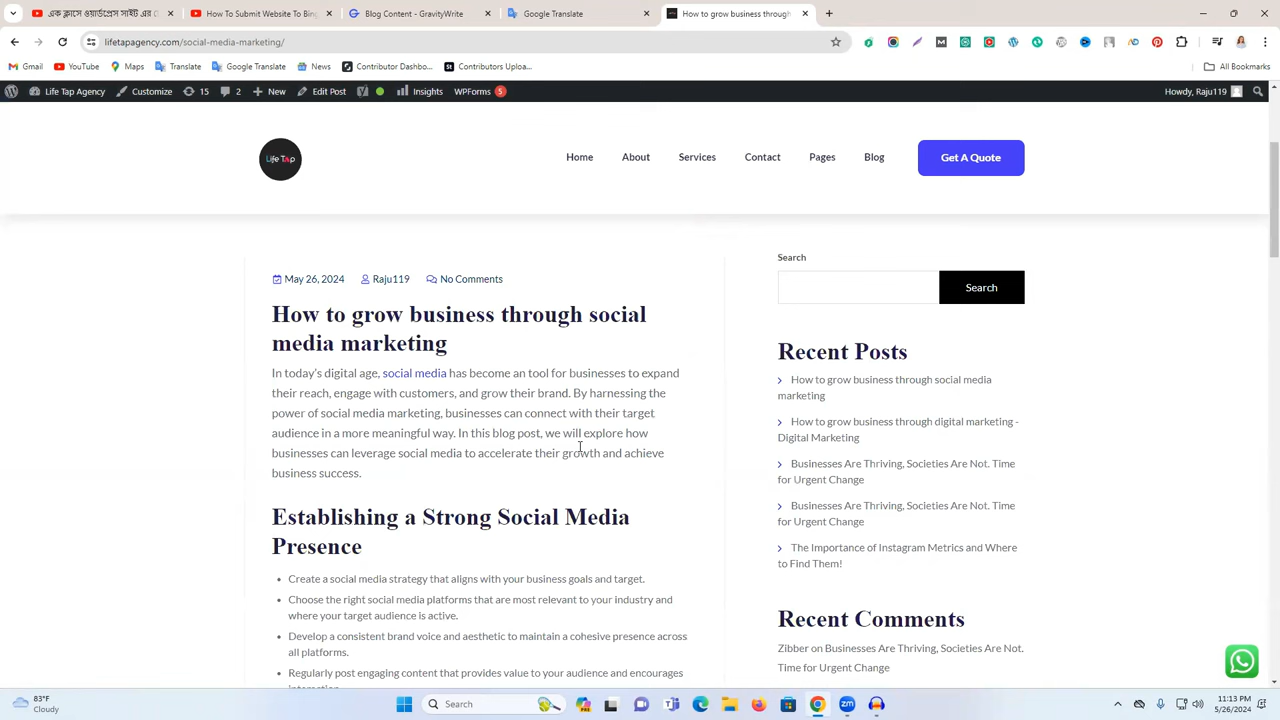 এক ক্লিকে সম্পূর্ণ সাইট
How To Submit Website in
Blog Content - CharityWrite
Google Translate
How to grow business through
lifetapagency.com/social-media-marketing/
Gmail
YouTube
Maps
Translate
Google Translate
News
Contributor Dashbo...
Contributors Uploa...
All Bookmarks
Life Tap Agency
Customize
15
2
New
Edit Post
Insights
WPForms
5
Howdy, Raju119
Life Tap
Home
About
Services
Contact
Pages
Blog
Get A Quote
May 26, 2024
Raju119
No Comments
How to grow business through social
media marketing
In today's digital age, social media has become an tool for businesses to expand
their reach, engage with customers, and grow their brand. By harnessing the
power of social media marketing, businesses can connect with their target
audience in a more meaningful way. In this blog post, we will explore how
businesses can leverage social media to accelerate their growth and achieve
business success.
Establishing a Strong Social Media
Presence
• Create a social media strategy that aligns with your business goals and target.
• Choose the right social media platforms that are most relevant to your industry and
where your target audience is active.
• Develop a consistent brand voice and aesthetic to maintain a cohesive presence across
all platforms.
• Regularly post engaging content that provides value to your audience and encourages
Search
Search
Recent Posts
How to grow business through social media
marketing
How to grow business through digital marketing -
Digital Marketing
Businesses Are Thriving, Societies Are Not. Time
for Urgent Change
Businesses Are Thriving, Societies Are Not. Time
for Urgent Change
The Importance of Instagram Metrics and Where
to Find Them!
Recent Comments
Zibber on Businesses Are Thriving, Societies Are Not.
Time for Urgent Change
83°F
Cloudy
Search
11:13 PM
5/26/2024